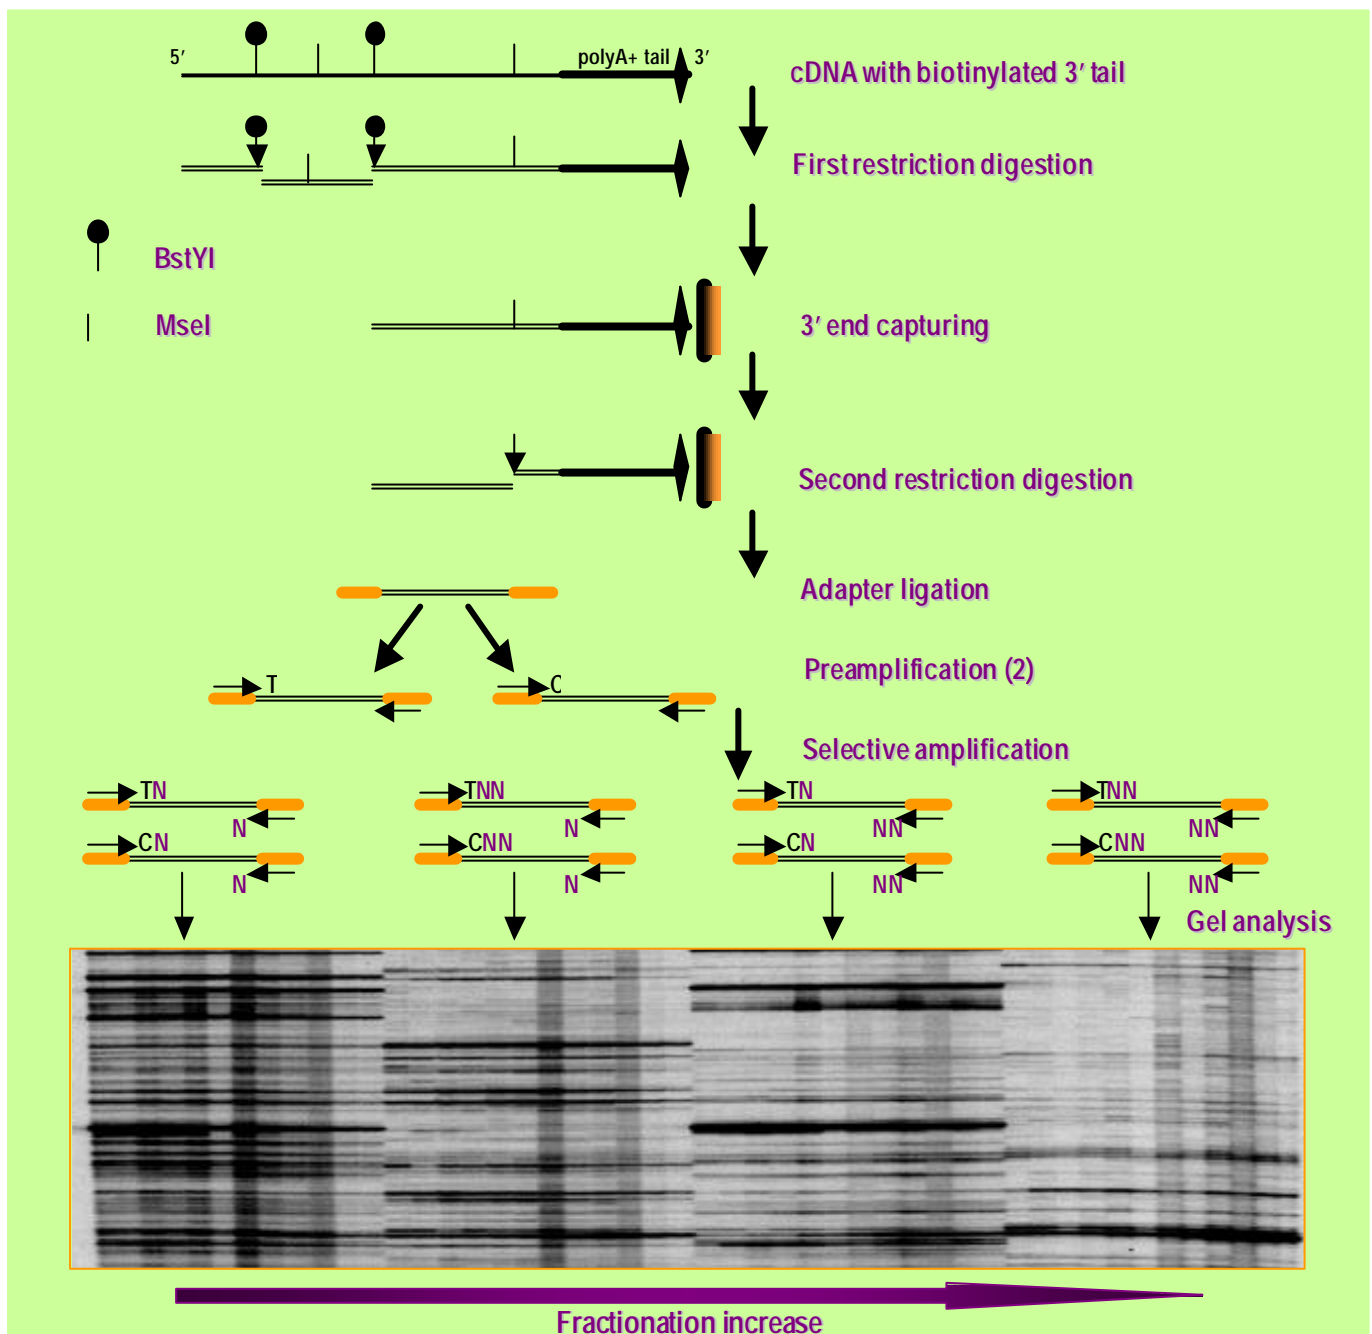 5′ polyA+ tail 3′
cDNA with biotinylated 3′ tail
First restriction digestion
BstYI
MseI
3′ end capturing
Second restriction digestion
Adapter ligation
Preamplification (2)
T C
Selective amplification
TN TNN TN TNN
N N NN NN
CN CNN CN CNN
N N NN NN
Gel analysis
Fractionation increase